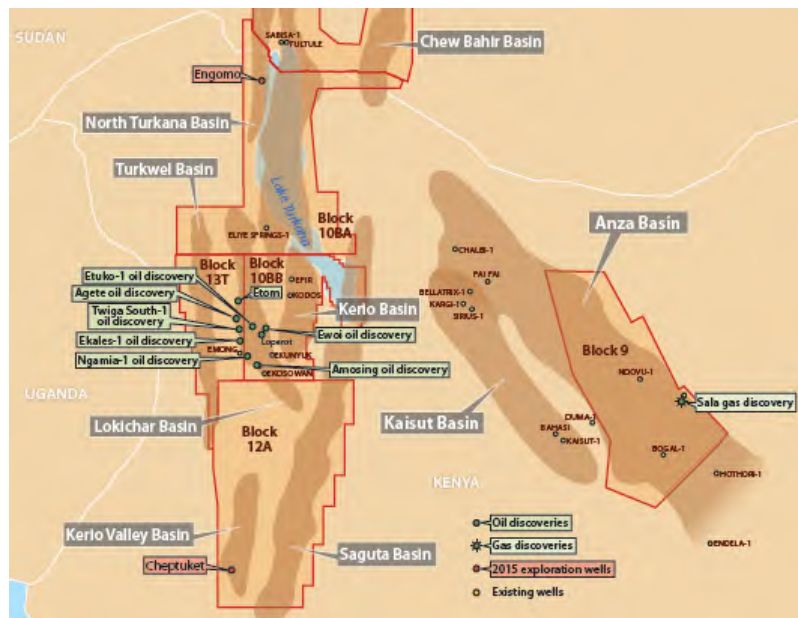 SUDAN
SABISA-1
TULTULE
Chew Bahir Basin
Engomo
North Turkana Basin
Turkwel Basin
Lake Turkana
ELIYE SPRINGS-1
Block
10BA
Anza Basin
CHALBI-1
PAI PAI
BELLATRIX-1
KARGI-1
SIRIUS-1
Block
13T
Block
10BB
Etuko-1 oil discovery
Agete oil discovery
Twiga South-1
oil discovery
Ekales-1 oil discovery
Ngamia-1 oil discovery
Etom
EPIR
KODOS
Kerio Basin
Ewoi oil discovery
Loperot
EMONG
EKUNYUK
EKOSOWAN
Amosing oil discovery
Block 9
NDOVU-1
Sala gas discovery
UGANDA
Lokichar Basin
Block
12A
Kaisut Basin
DUMA-1
BAHASI
KAISUT-1
BOGAL-1
HOTHORI-1
KENYA
ENDELA-1
Kerio Valley Basin
Cheptuket
Saguta Basin
Oil discoveries
Gas discoveries
2015 exploration wells
Existing wells